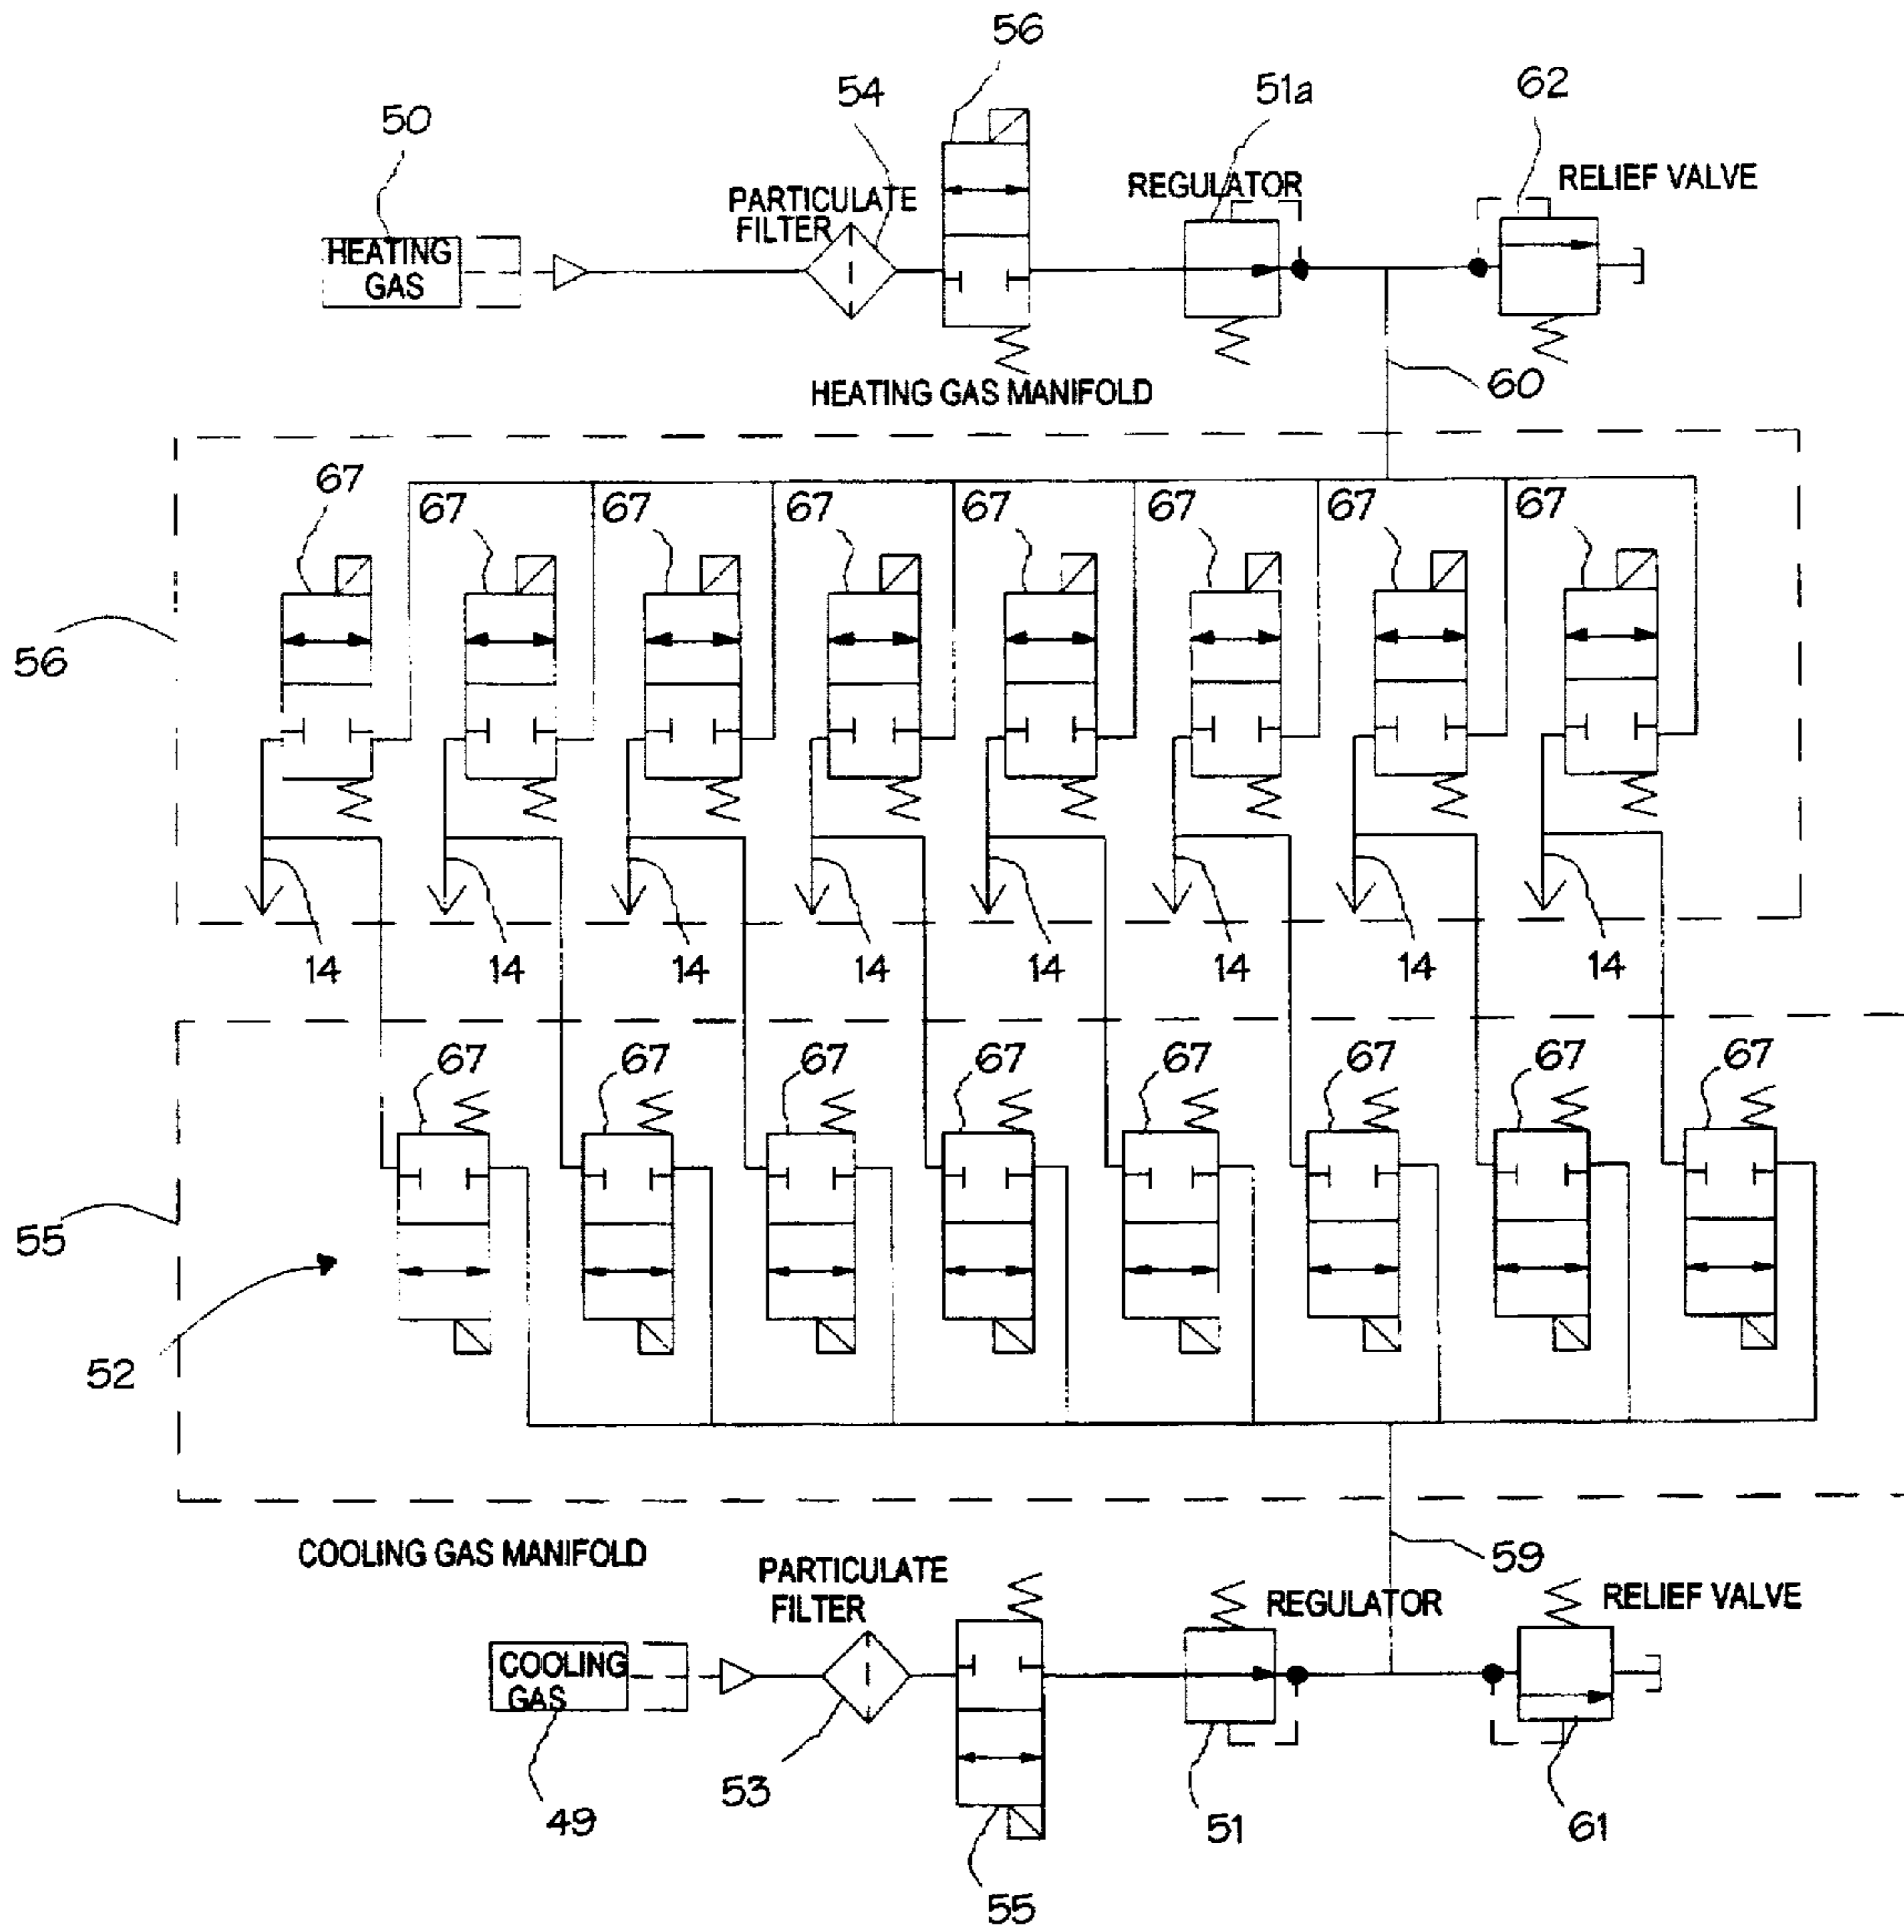 56
54
51a
62
50
PARTICULATE
FILTER
REGULATOR
RELIEF VALVE
HEATING
GAS
60
HEATING GAS MANIFOLD
67 67 67 67 67 67 67 67
56
14 14 14 14 14 14 14 14
67 67 67 67 67 67 67 67
55
52
COOLING GAS MANIFOLD
59
PARTICULATE
FILTER
REGULATOR
RELIEF VALVE
COOLING
GAS
53
49
51
61
55